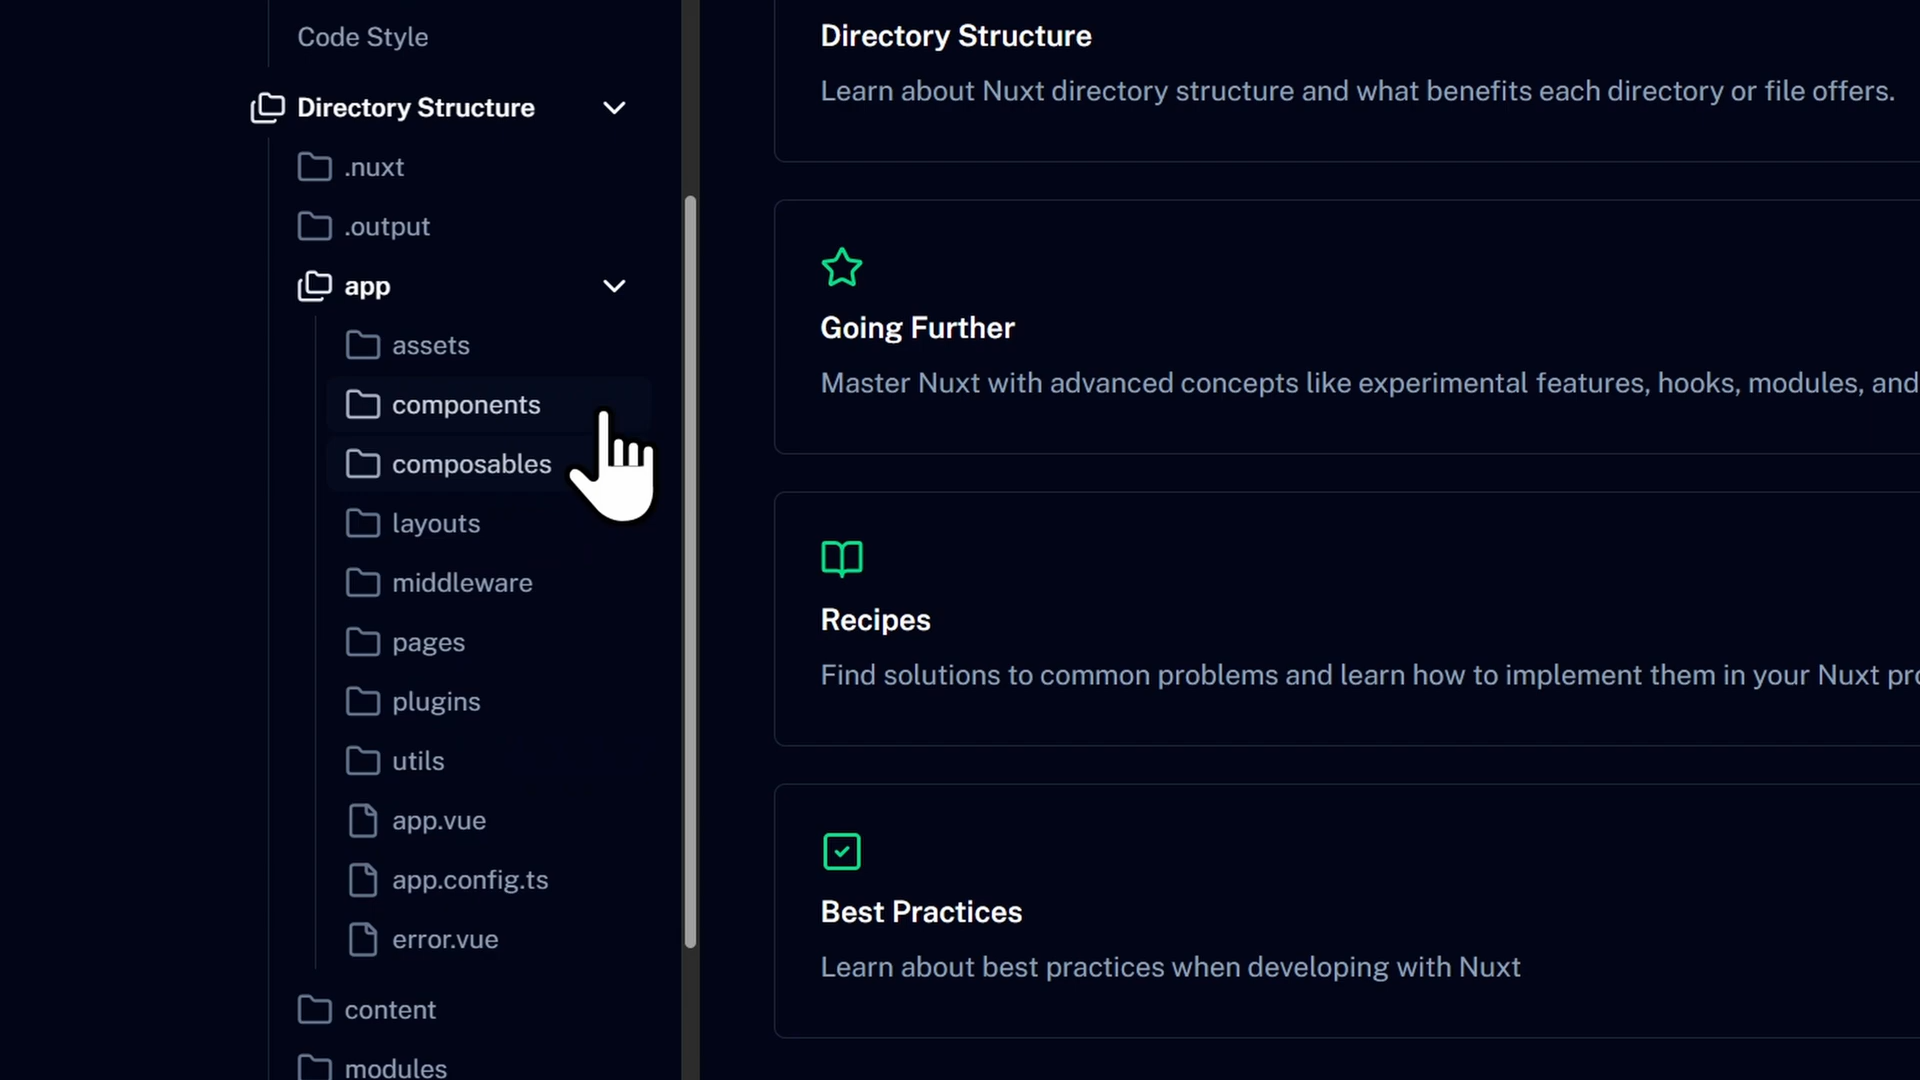 Code Style
Directory Structure
.nuxt
.output
app
assets
components
composables
layouts
middleware
pages
plugins
utils
app.vue
app.config.ts
error.vue
content
modules
Directory Structure
Learn about Nuxt directory structure and what benefits each directory or file offers.
Going Further
Master Nuxt with advanced concepts like experimental features, hooks, modules, and
Recipes
Find solutions to common problems and learn how to implement them in your Nuxt
Best Practices
Learn about best practices when developing with Nuxt